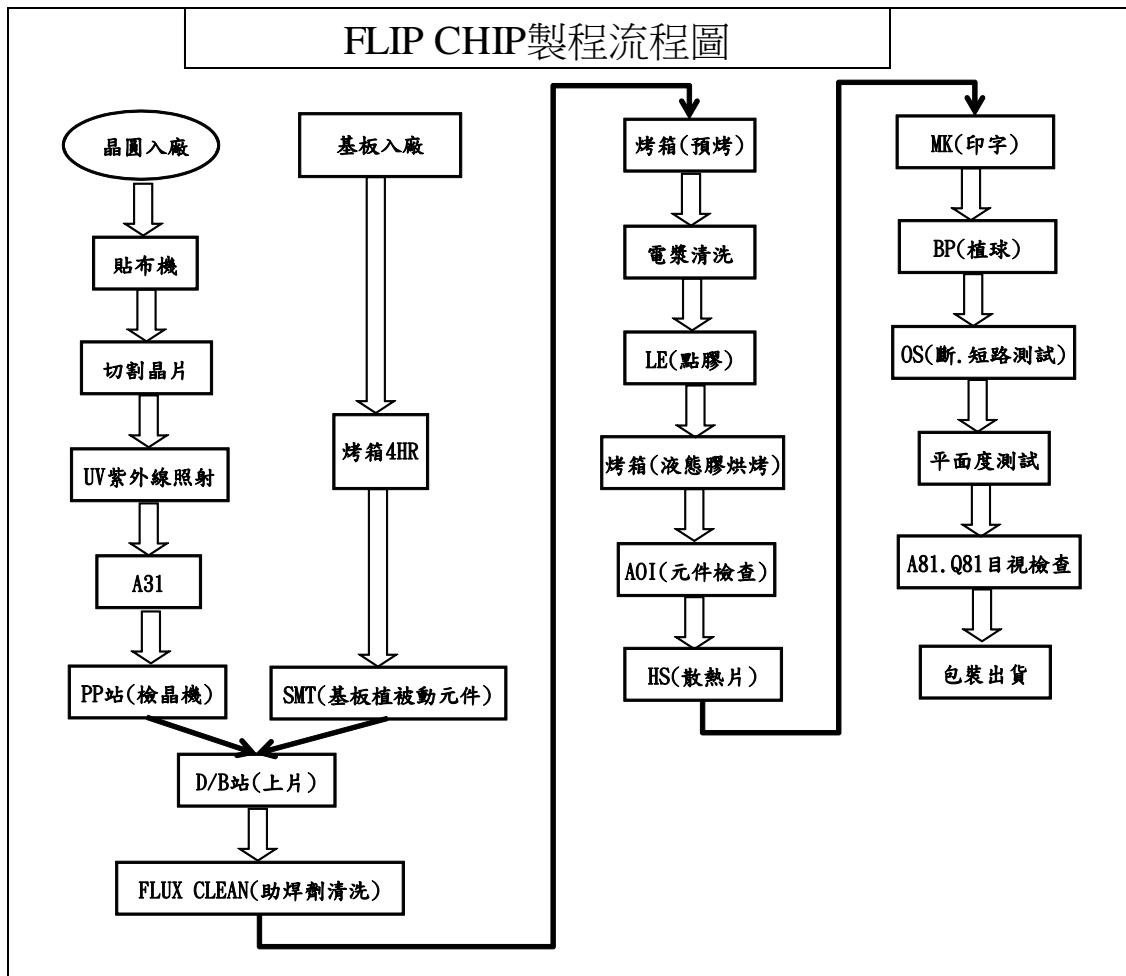 FLIP CHIP製程流程圖
晶圓入廠
貼布機
切割晶片
UV紫外線照射
A31
PP站(檢晶機)
基板入廠
烤箱4HR
SMT(基板植被動元件)
D/B站(上片)
FLUX CLEAN(助焊劑清洗)
烤箱(預烤)
電漿清洗
LE(點膠)
烤箱(液態膠烘烤)
AOI(元件檢查)
HS(散熱片)
MK(印字)
BP(植球)
OS(斷.短路測試)
平面度測試
A81.Q81目視檢查
包裝出貨